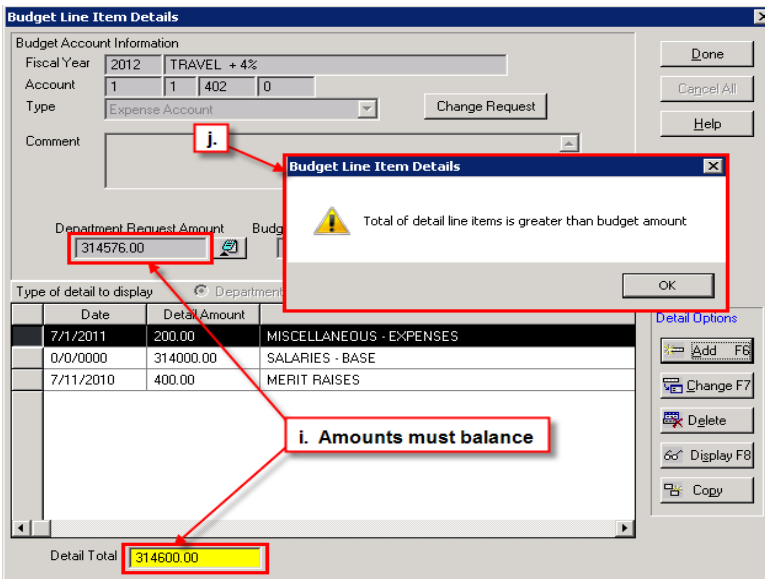 Budget Line Item Details
Budget Account Information
Fiscal Year 2012 TRAVEL + 4%
Account 1 1 402 0
Type Expense Account Change Request
Comment
Done
Cancel All
Help
j.
Budget Line Item Details
Total of detail line items is greater than budget amount
OK
Department Request Amount Budg
314576.00
Type of detail to display Department
Date Detail Amount
7/1/2011 200.00 MISCELLANEOUS - EXPENSES
0/0/0000 314000.00 SALARIES - BASE
7/11/2010 400.00 MERIT RAISES
i. Amounts must balance
Detail Options
Add F6
Change F7
Delete
Display F8
Copy
Detail Total 314600.00